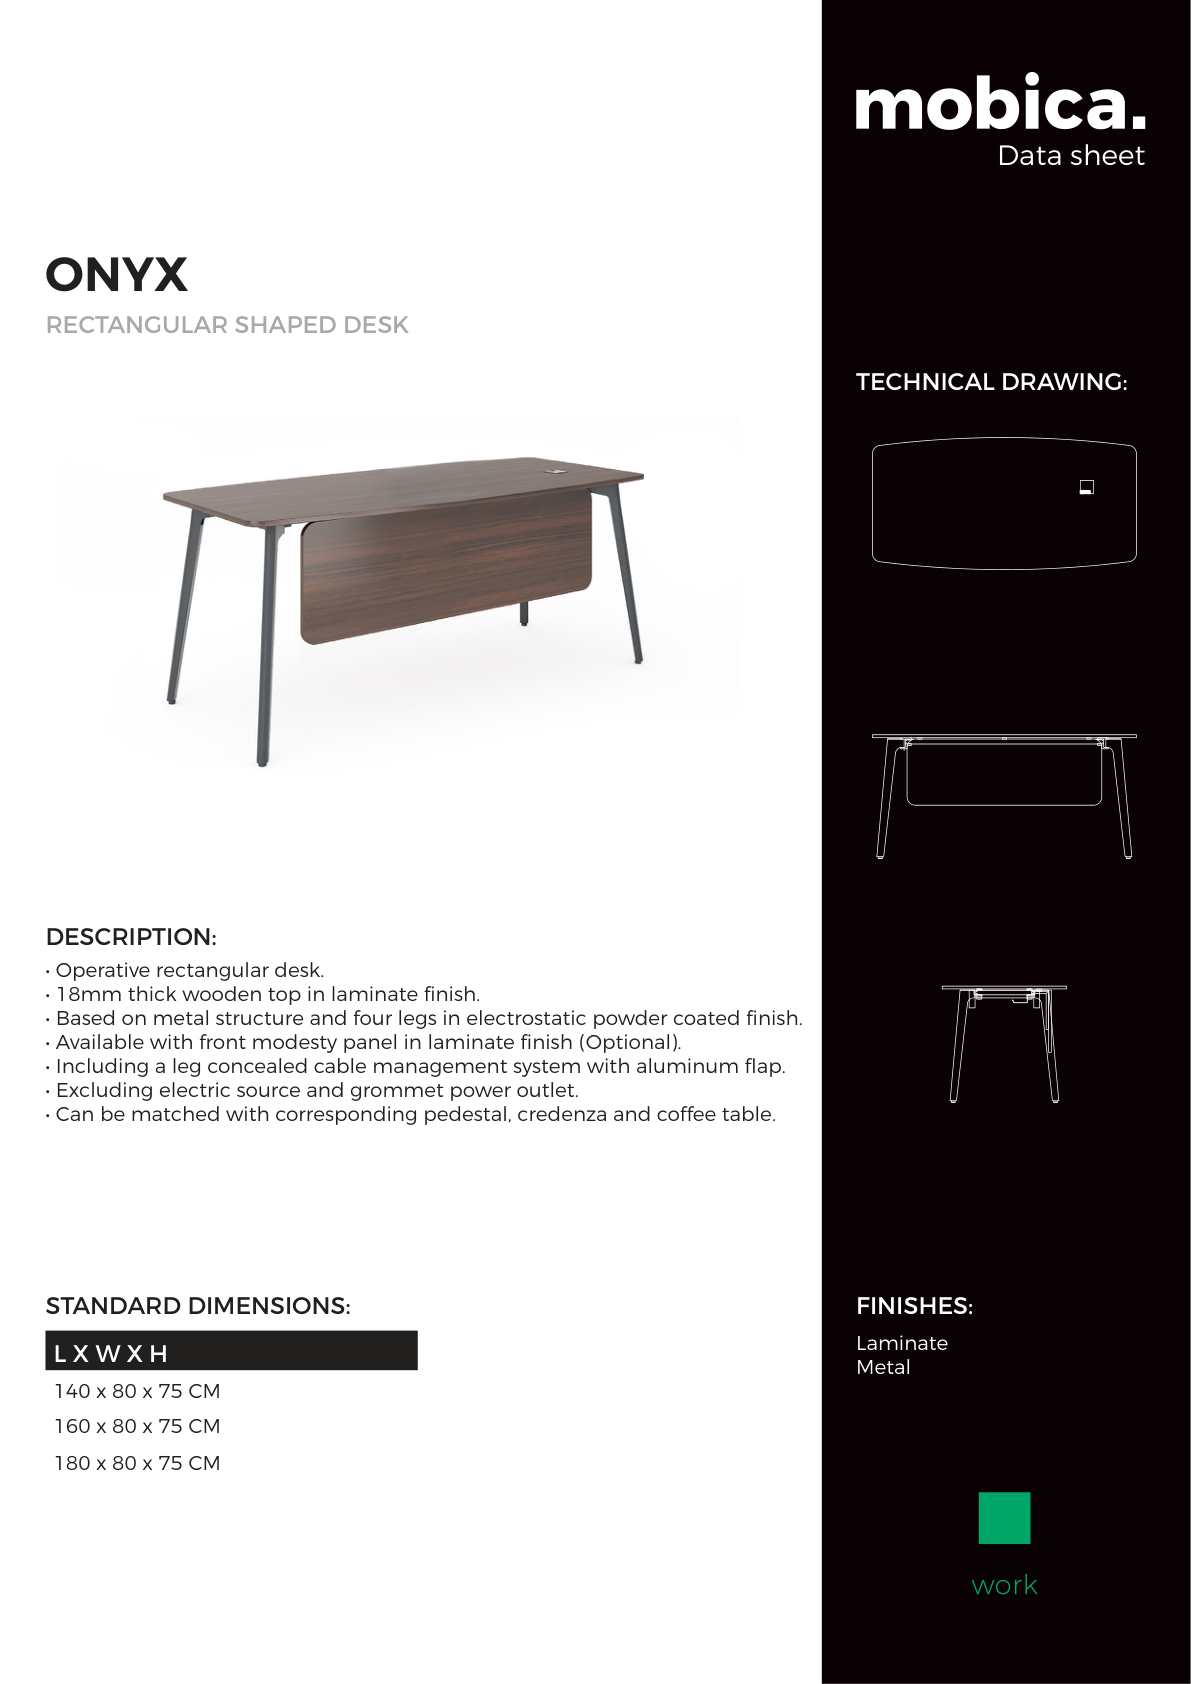 mobica.
Data sheet
ONYX
RECTANGULAR SHAPED DESK
TECHNICAL DRAWING:
DESCRIPTION:
• Operative rectangular desk.
• 18mm thick wooden top in laminate finish.
• Based on metal structure and four legs in electrostatic powder coated finish.
• Available with front modesty panel in laminate finish (Optional).
• Including a leg concealed cable management system with aluminum flap.
• Excluding electric source and grommet power outlet.
• Can be matched with corresponding pedestal, credenza and coffee table.
STANDARD DIMENSIONS:
L X W X H
140 x 80 x 75 CM
160 x 80 x 75 CM
180 x 80 x 75 CM
FINISHES:
Laminate
Metal
work